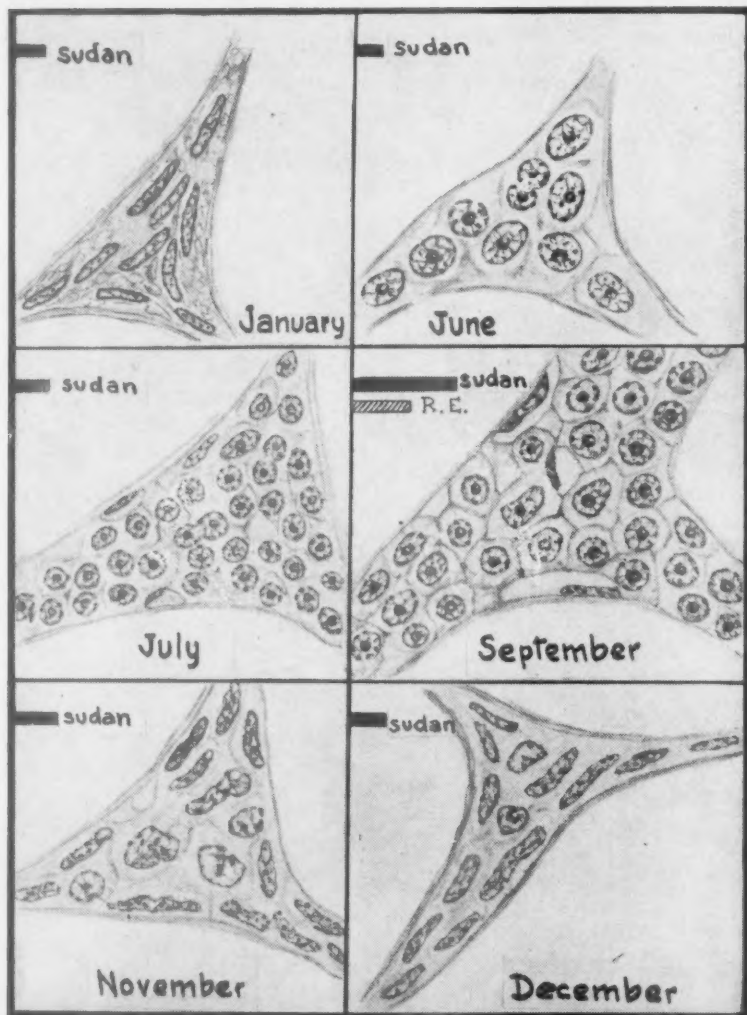 sudan
January
sudan
June
sudan
July
sudan
R.E.
September
sudan
November
sudan
December